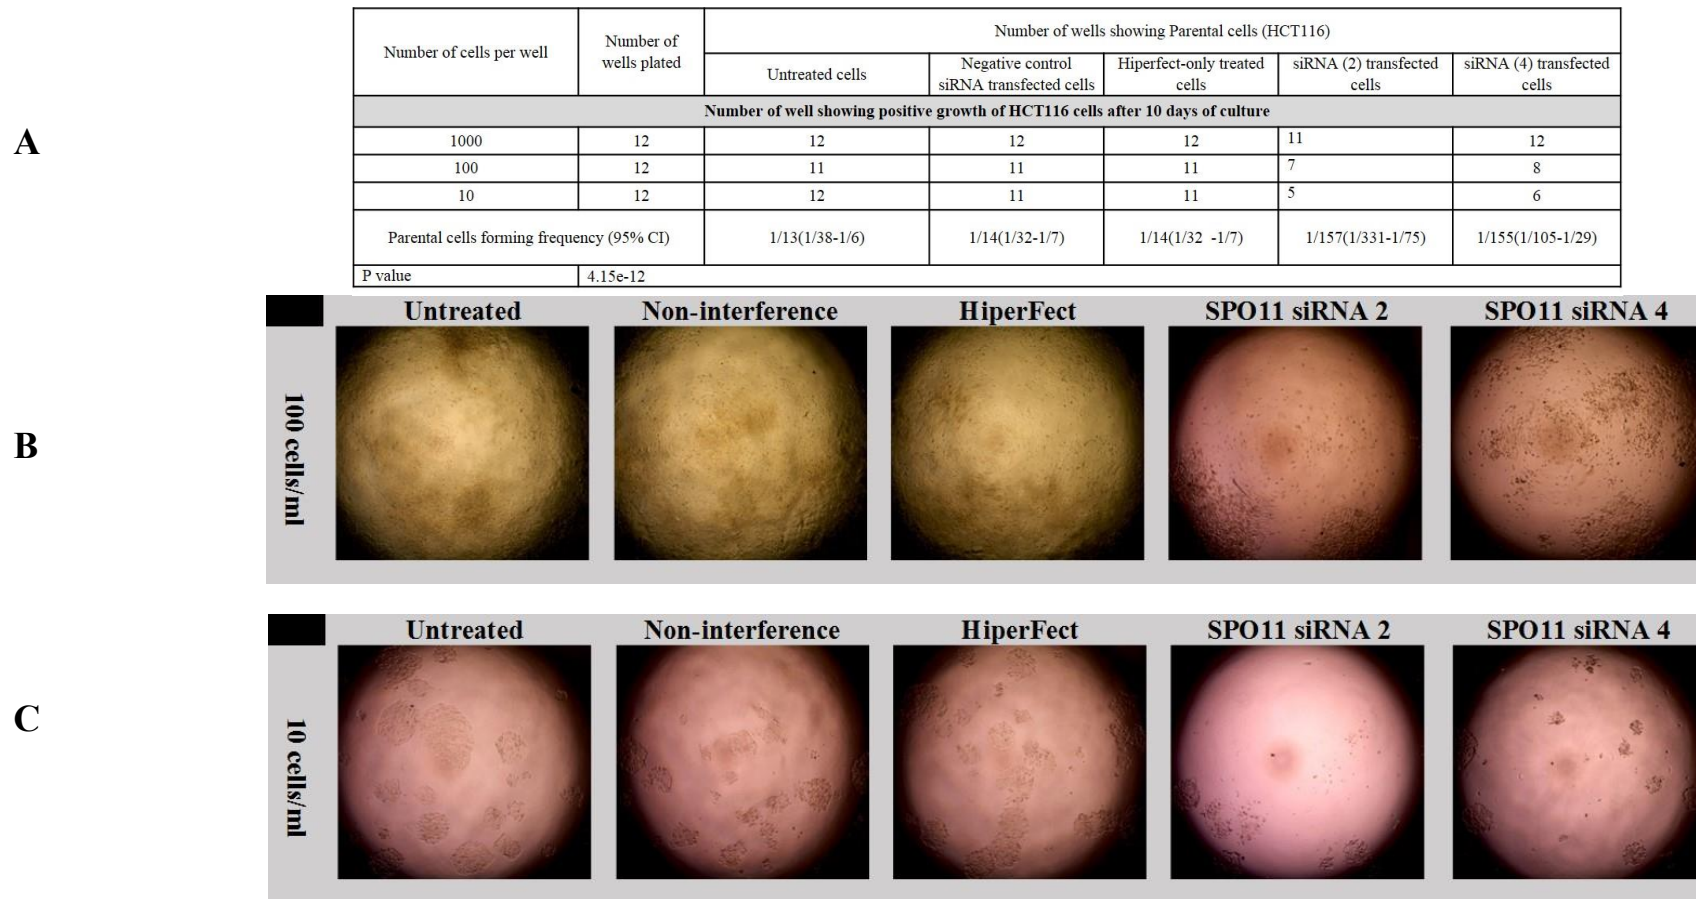 A
Number of cells per well
Number of
wells plated
Number of wells showing Parental cells (HCT116)
Untreated cells
Negative control
siRNA transfected cells
Hiperfect-only treated
cells
siRNA (2) transfected
cells
siRNA (4) transfected
cells
Number of well showing positive growth of HCT116 cells after 10 days of culture
1000 12 12 12 12 11 12
100 12 11 11 11 7 8
10 12 12 11 11 5 6
Parental cells forming frequency (95% CI) 1/13(1/38-1/6) 1/14(1/32-1/7) 1/14(1/32 -1/7) 1/157(1/331-1/75) 1/155(1/105-1/29)
P value 4.15e-12
B
Untreated Non-interference HiperFect SPO11 siRNA 2 SPO11 siRNA 4
100 cells/ml
C
Untreated Non-interference HiperFect SPO11 siRNA 2 SPO11 siRNA 4
10 cells/ml